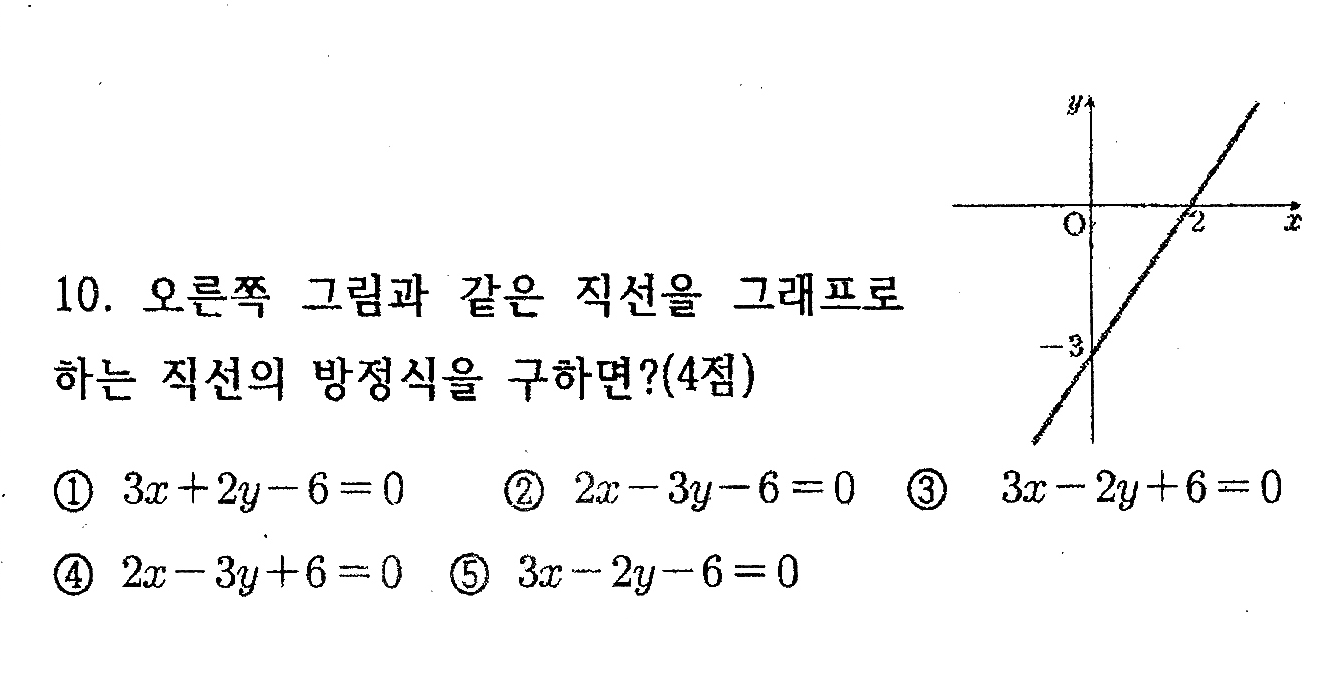 y
O 2 x
-3
10. 오른쪽 그림과 같은 직선을 그래프로
하는 직선의 방정식을 구하면?(4점)
① 3x+2y-6=0 ② 2x-3y-6=0 ③ 3x-2y+6=0
④ 2x-3y+6=0 ⑤ 3x-2y-6=0